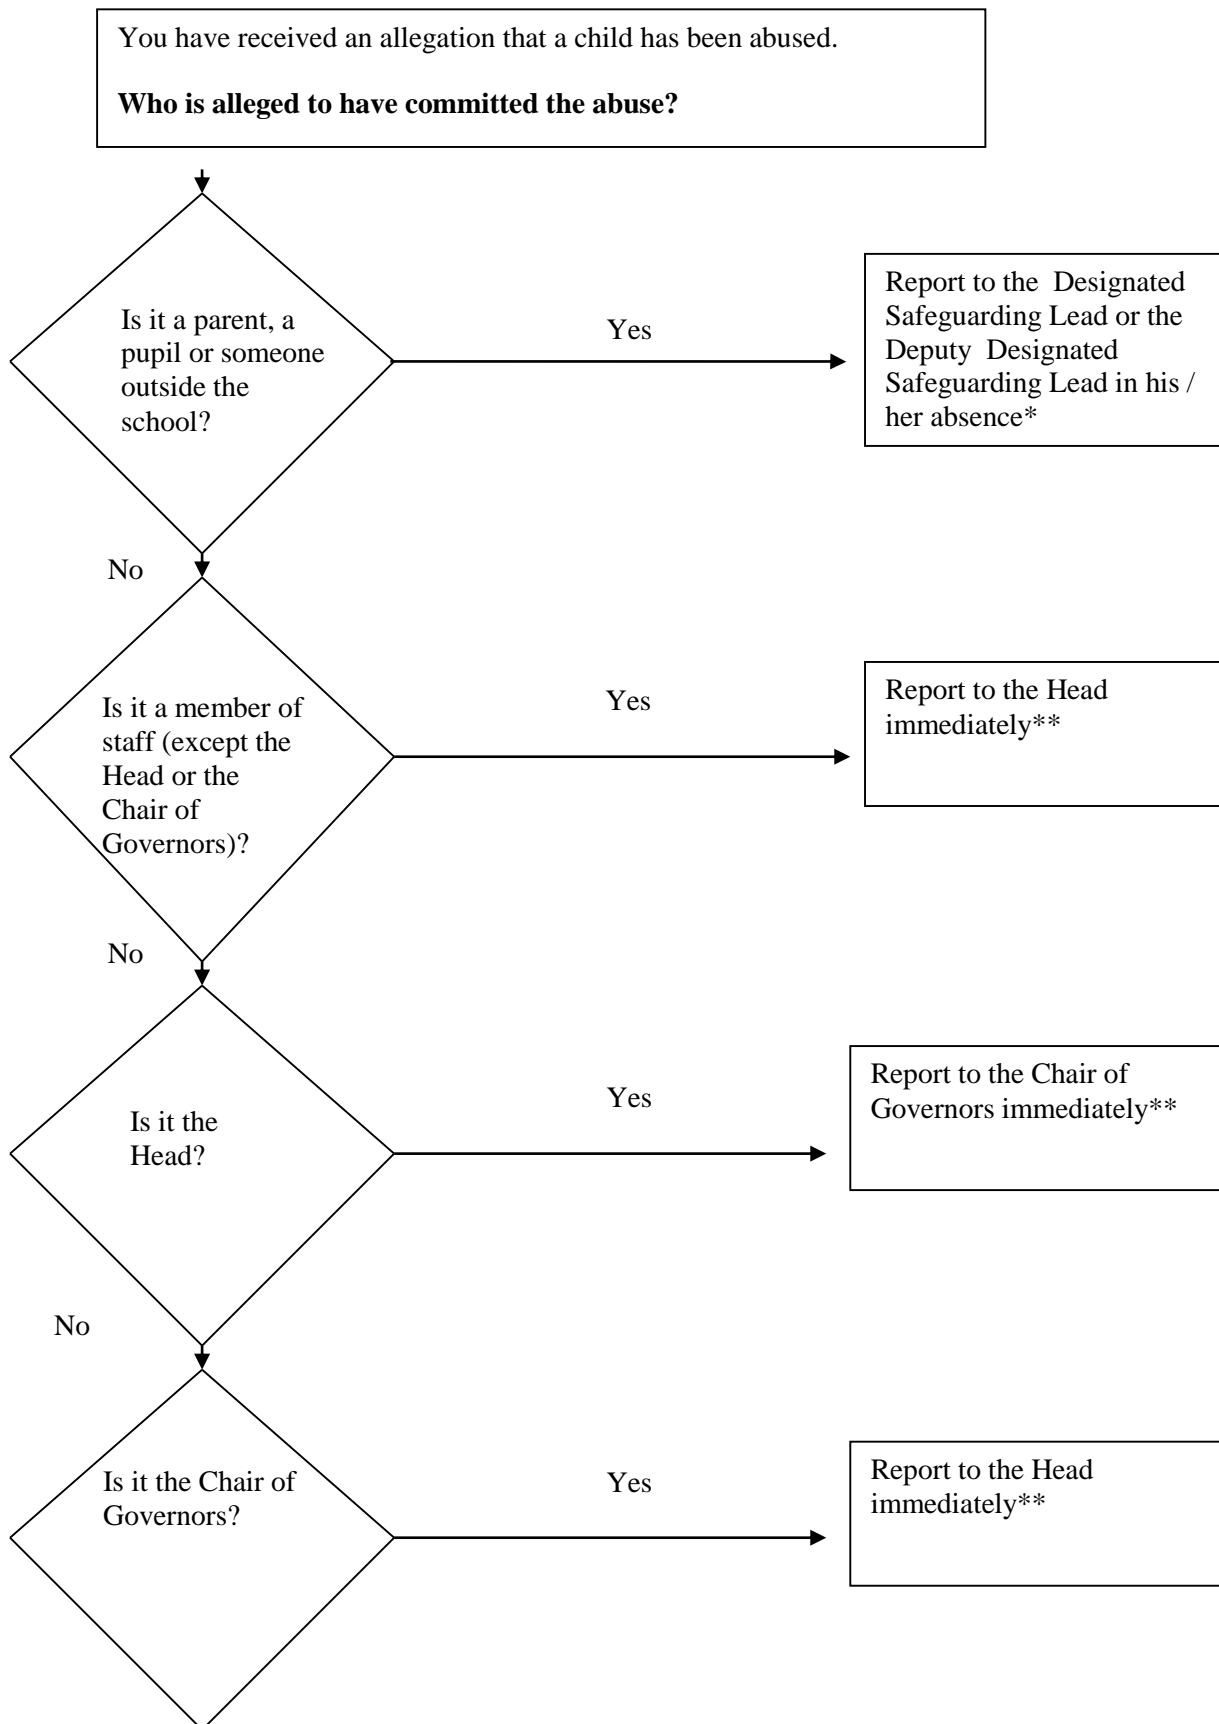 You have received an allegation that a child has been abused.
Who is alleged to have committed the abuse?
Is it a parent, a
pupil or someone
outside the
school?
Yes
Report to the Designated
Safeguarding Lead or the
Deputy Designated
Safeguarding Lead in his /
her absence*
No
Is it a member of
staff (except the
Head or the
Chair of
Governors)?
Yes
Report to the Head
immediately**
No
Is it the
Head?
Yes
Report to the Chair of
Governors immediately**
No
Is it the Chair of
Governors?
Yes
Report to the Head
immediately**